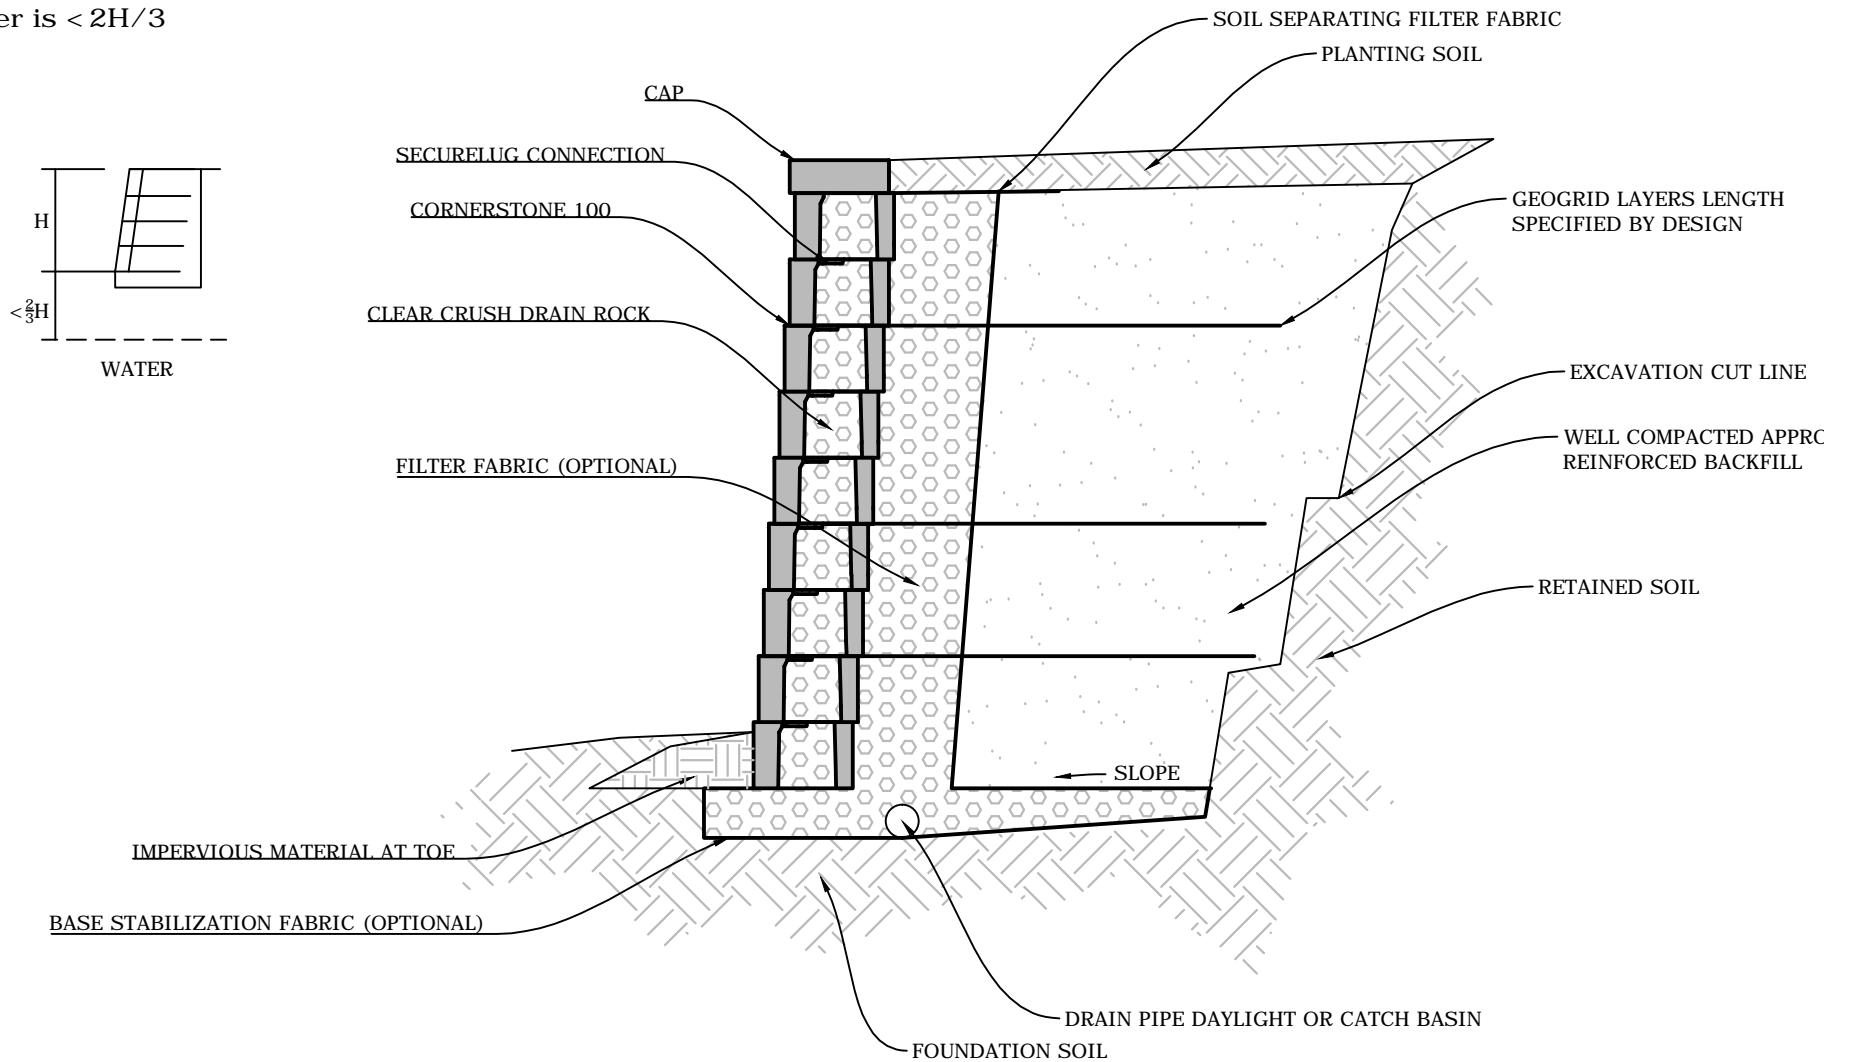 er is < 2H/3
SOIL SEPARATING FILTER FABRIC
PLANTING SOIL
CAP
SECURELUG CONNECTION
CORNERSTONE 100
GEOGRID LAYERS LENGTH
SPECIFIED BY DESIGN
H
<2/3H
CLEAR CRUSH DRAIN ROCK
WATER
EXCAVATION CUT LINE
WELL COMPACTED APPRO
REINFORCED BACKFILL
FILTER FABRIC (OPTIONAL)
RETAINED SOIL
SLOPE
IMPERVIOUS MATERIAL AT TOE
BASE STABILIZATION FABRIC (OPTIONAL)
DRAIN PIPE DAYLIGHT OR CATCH BASIN
FOUNDATION SOIL